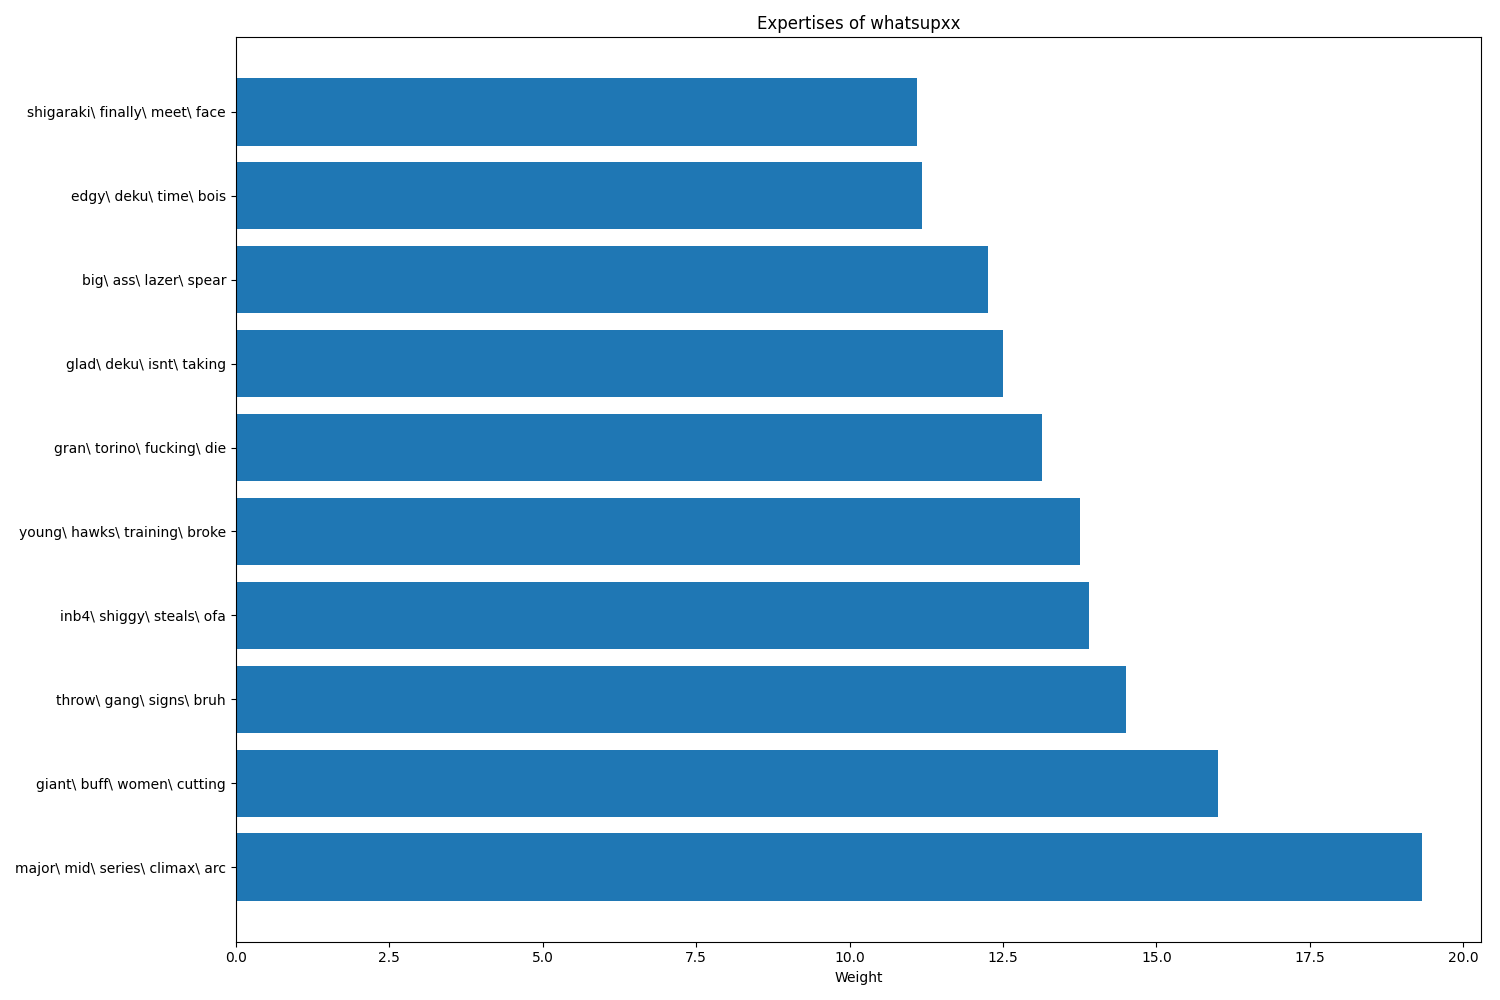 Expertises of whatsupxx
shigaraki\ finally\ meet\ face
edgy\ deku\ time\ bois
big\ ass\ lazer\ spear
glad\ deku\ isnt\ taking
gran\ torino\ fucking\ die
young\ hawks\ training\ broke
inb4\ shiggy\ steals\ ofa
throw\ gang\ signs\ bruh
giant\ buff\ women\ cutting
major\ mid\ series\ climax\ arc
0.0 2.5 5.0 7.5 10.0 12.5 15.0 17.5 20.0
Weight